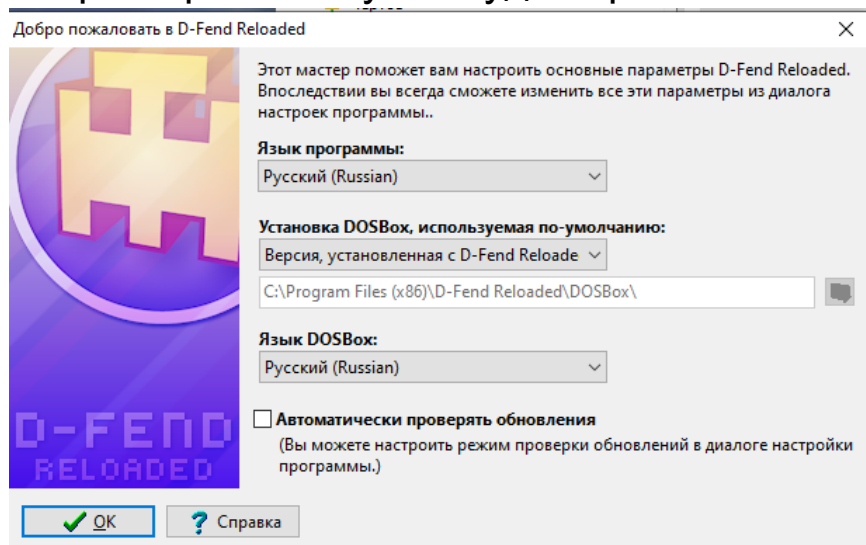 Добро пожаловать в D-Fend Reloaded
Этот мастер поможет вам настроить основные параметры D-Fend Reloaded.
Впоследствии вы всегда сможете изменить все эти параметры из диалога
настроек программы..
Язык программы:
Русский (Russian)
Установка DOSBox, используемая по-умолчанию:
Версия, установленная с D-Fend Reloade
C:\Program Files (x86)\D-Fend Reloaded\DOSBox\
Язык DOSBox:
Русский (Russian)
Автоматически проверять обновления
(Вы можете настроить режим проверки обновлений в диалоге настройки
программы.)
D-FEND
RELOADED
OK
Справка